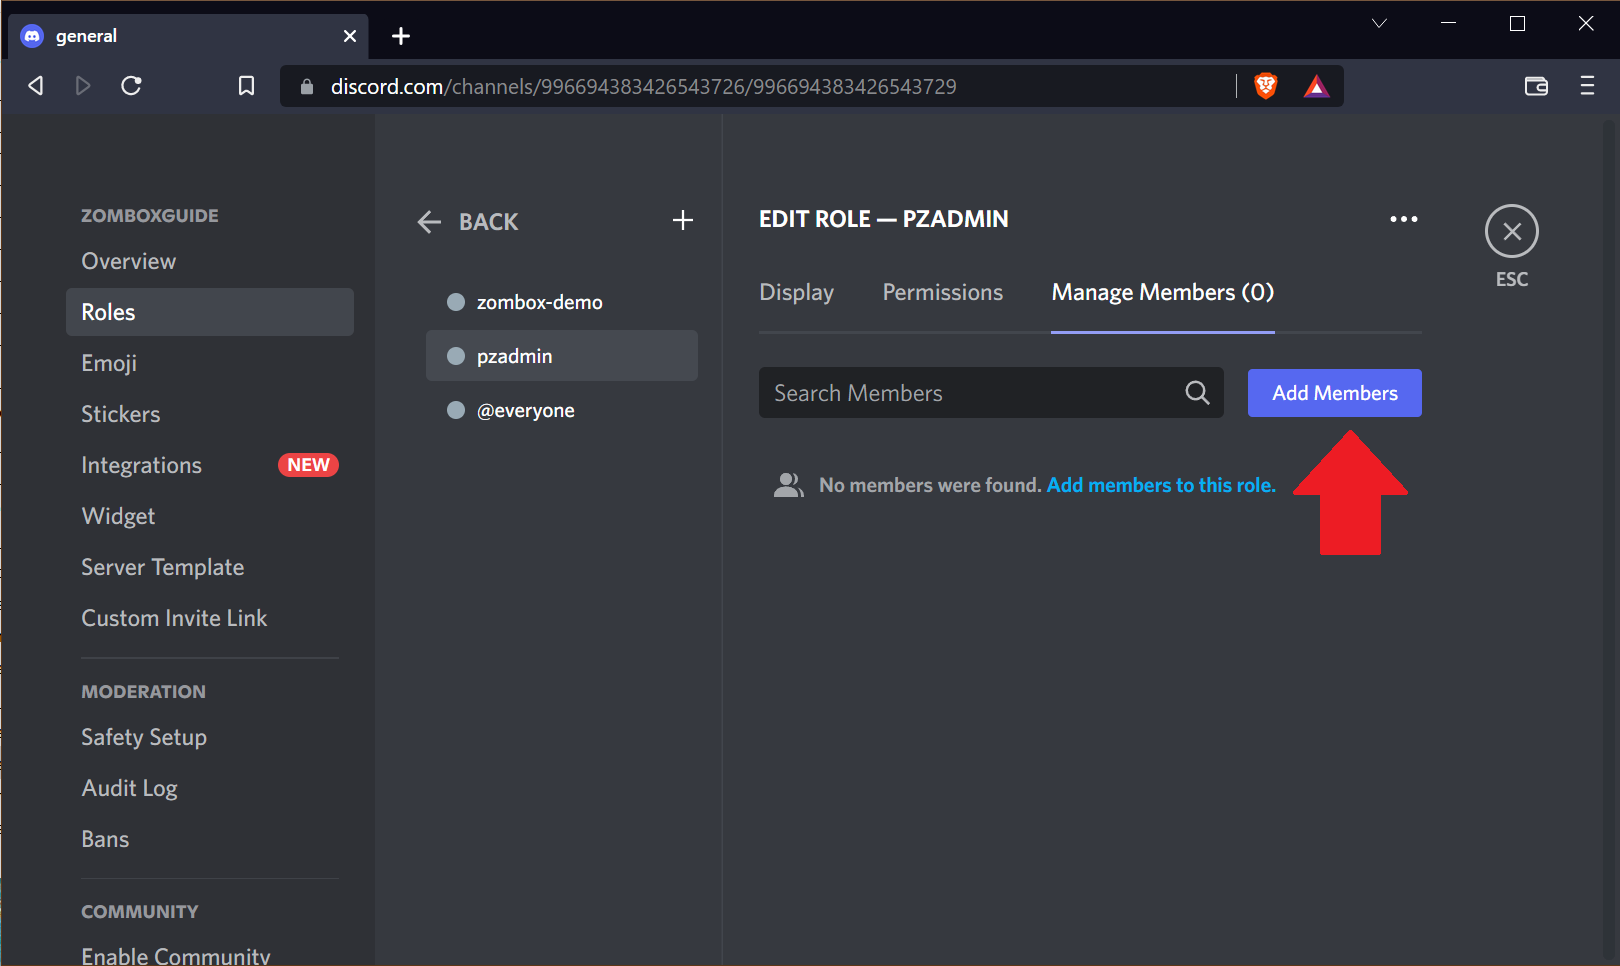 general
discord.com/channels/996694383426543726/996694383426543729
ZOMBOXGUIDE
Overview
Roles
Emoji
Stickers
Integrations NEW
Widget
Server Template
Custom Invite Link
MODERATION
Safety Setup
Audit Log
Bans
COMMUNITY
Enable Community
BACK
zombox-demo
pzadmin
@everyone
EDIT ROLE — PZADMIN
Display Permissions Manage Members (0)
Search Members Add Members
No members were found. Add members to this role.
ESC